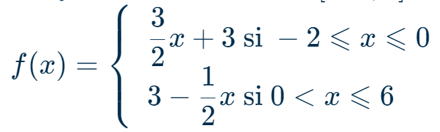 f(x) = { 3/2 x + 3 si − 2 ⩽ x ⩽ 0
3 − 1/2 x si 0 < x ⩽ 6